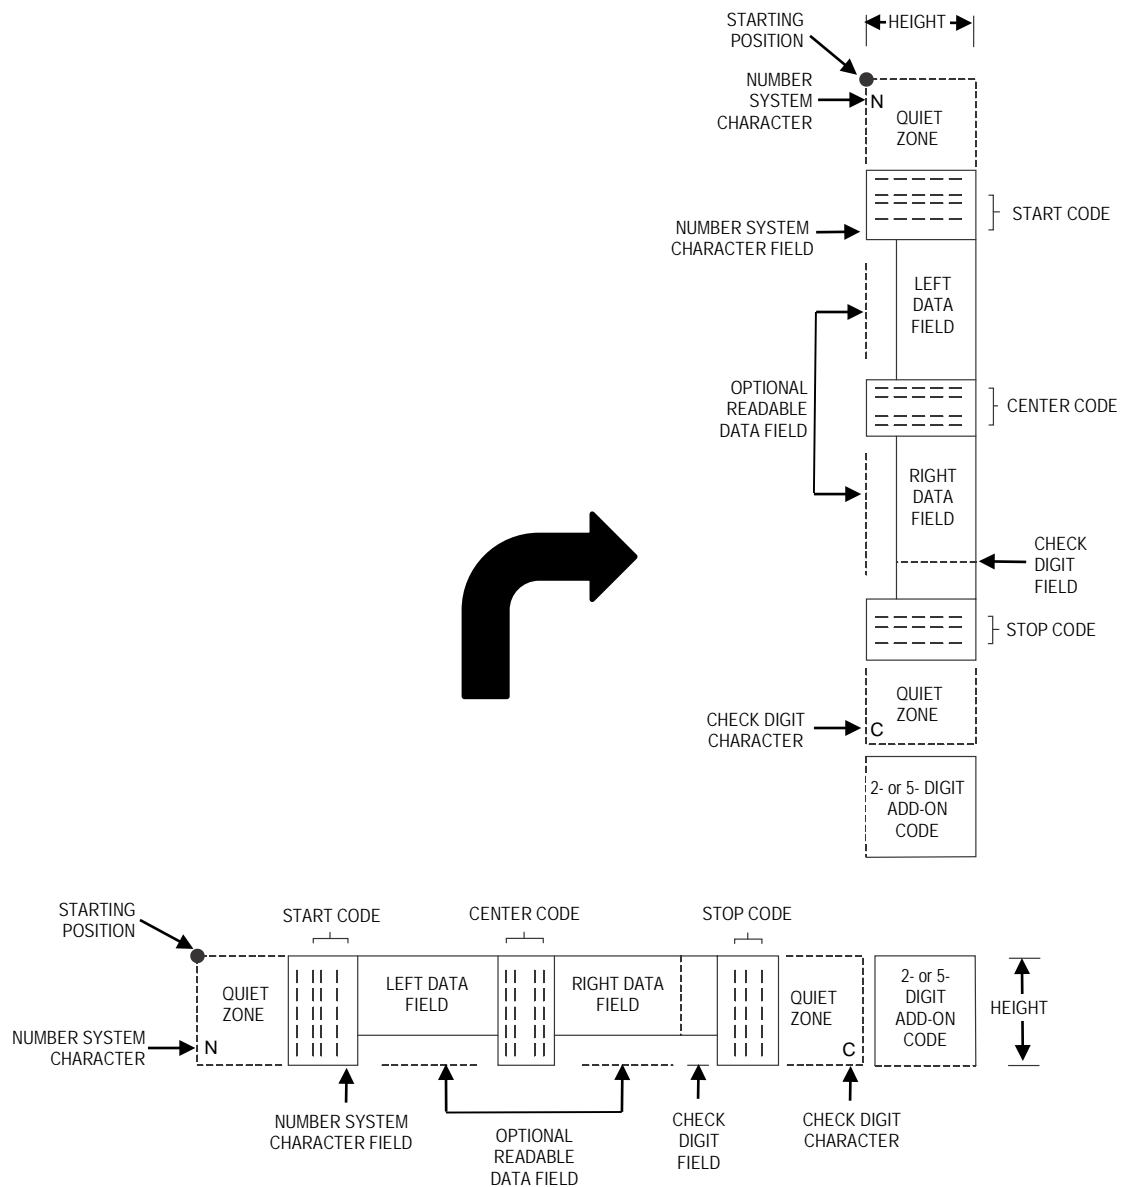 STARTING
POSITION
HEIGHT
NUMBER
SYSTEM
CHARACTER
N
QUIET
ZONE
START CODE
NUMBER SYSTEM
CHARACTER FIELD
LEFT
DATA
FIELD
OPTIONAL
READABLE
DATA FIELD
CENTER CODE
RIGHT
DATA
FIELD
CHECK
DIGIT
FIELD
STOP CODE
QUIET
ZONE
CHECK DIGIT
CHARACTER
C
2- or 5- DIGIT
ADD-ON
CODE
STARTING
POSITION
START CODE
CENTER CODE
STOP CODE
QUIET
ZONE
LEFT DATA
FIELD
RIGHT DATA
FIELD
QUIET
ZONE
2- or 5-
DIGIT
ADD-ON
CODE
HEIGHT
NUMBER SYSTEM
CHARACTER
N
C
NUMBER SYSTEM
CHARACTER FIELD
OPTIONAL
READABLE
DATA FIELD
CHECK
DIGIT
FIELD
CHECK DIGIT
CHARACTER